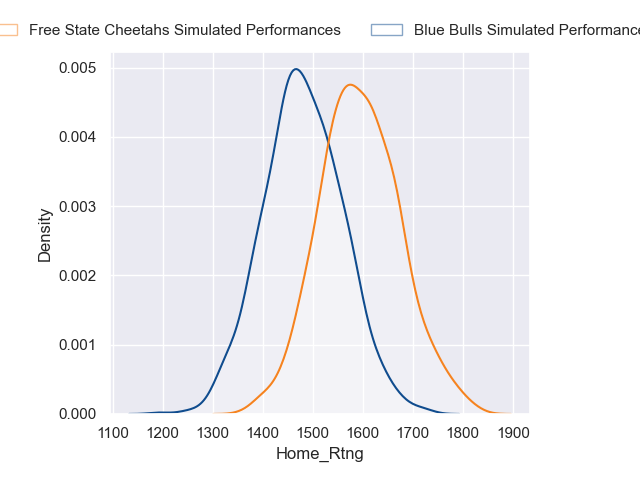 Free State Cheetahs Simulated Performances Blue Bulls Simulated Performance
0.005
0.004
0.003
0.002
0.001
0.000
Density
1100 1200 1300 1400 1500 1600 1700 1800 1900
Home_Rtng